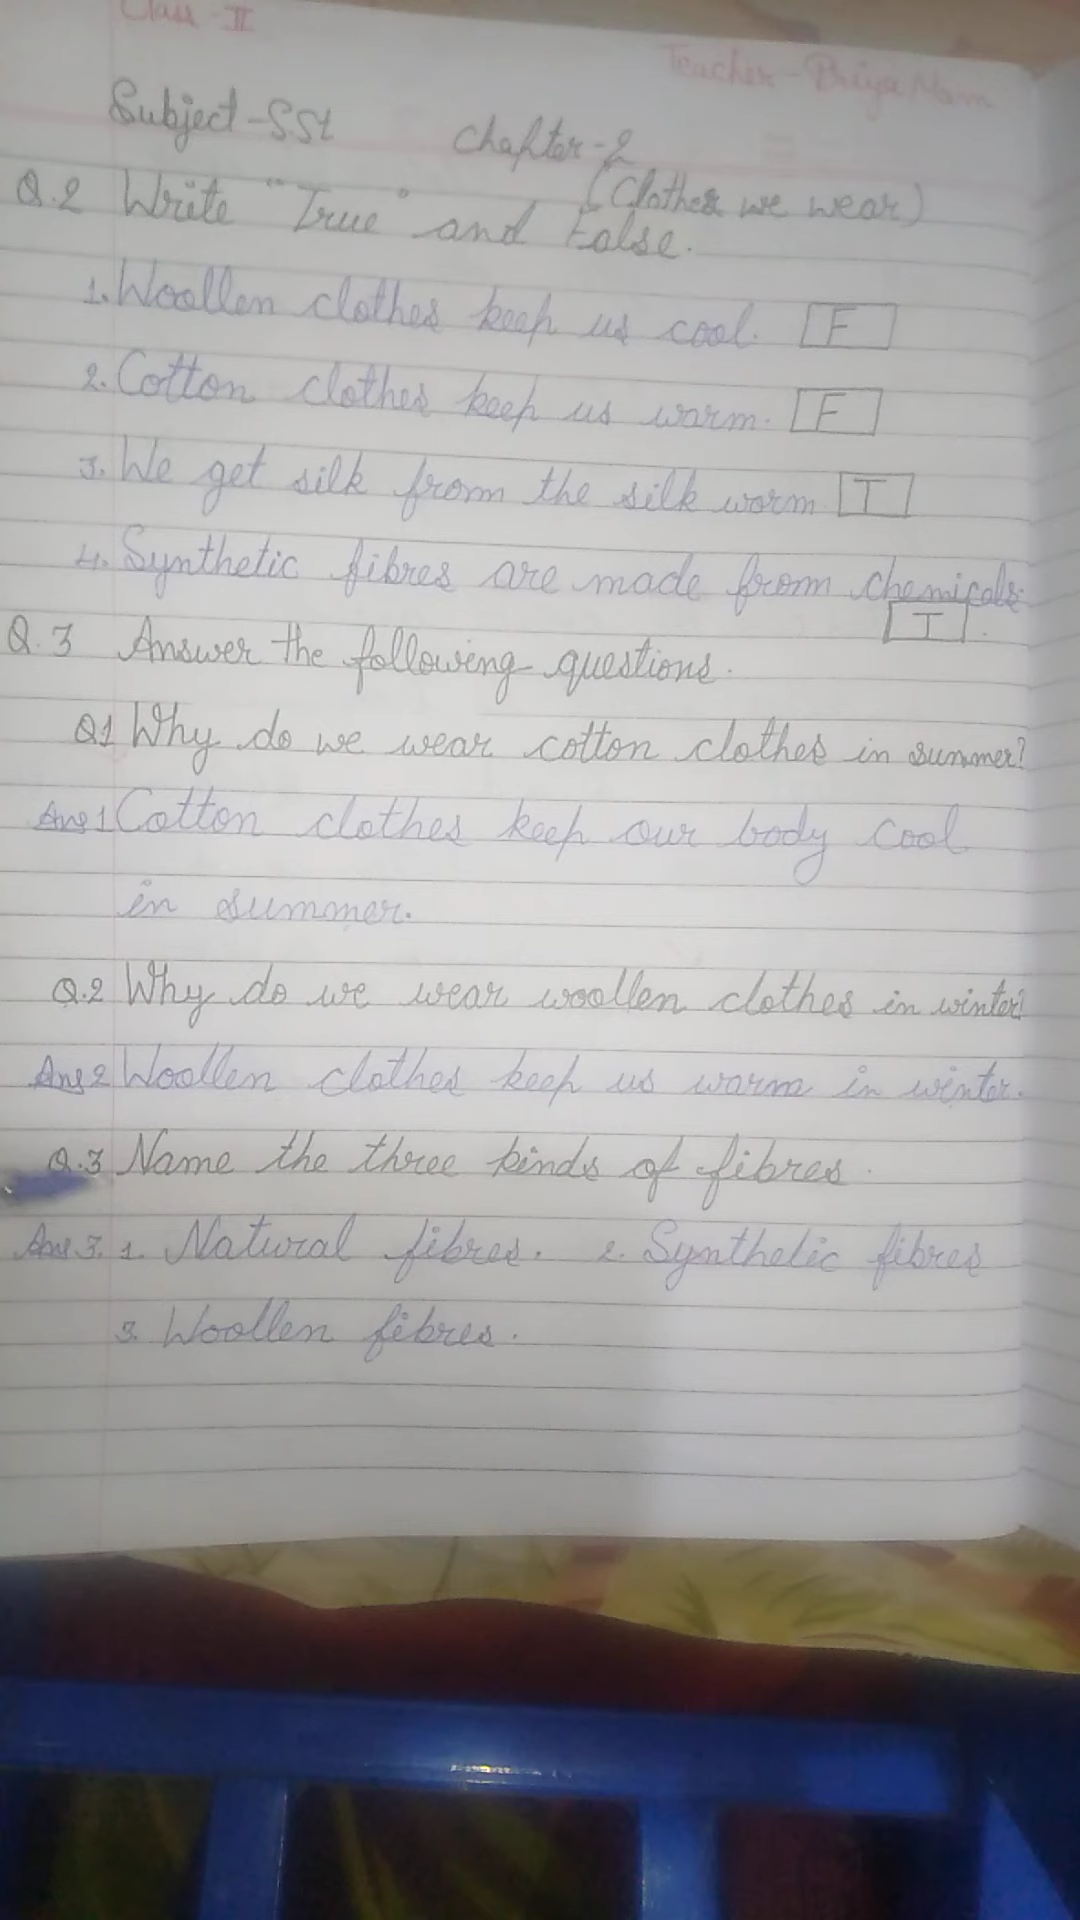 Class - II
Teacher - Priya Mam
Subject - SSt Chapter - 2
(Clothes we wear)
Q.2 Write "True" and False.
1. Woollen clothes keep us cool. F
2. Cotton clothes keep us warm. F
3. We get silk from the silk worm T
4. Synthetic fibres are made from chemicals.
T
Q.3 Answer the following questions.
Q1 Why do we wear cotton clothes in summer?
Ans 1 Cotton clothes keep our body cool
in summer.
Q.2 Why do we wear woollen clothes in winter?
Ans 2 Woollen clothes keep us warm in winter.
Q.3 Name the three kinds of fibres.
Ans 3. 1. Natural fibres. 2. Synthetic fibres
3. Woollen fibres.